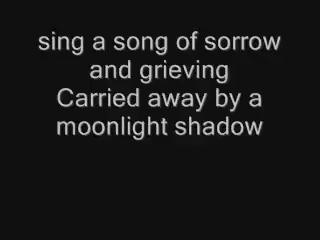 sing a song of sorrow
and grieving
Carried away by a
moonlight shadow